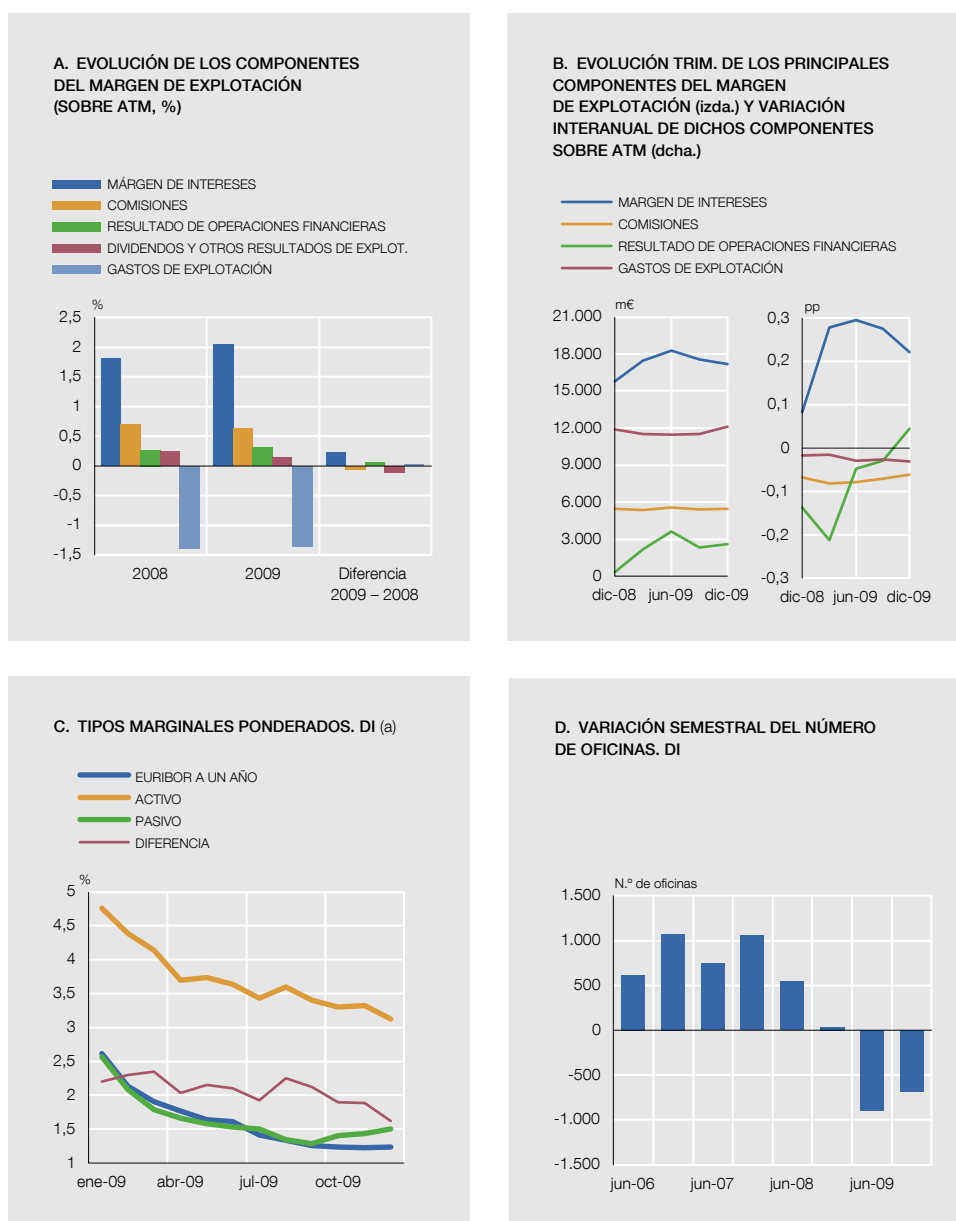 A. EVOLUCIÓN DE LOS COMPONENTES
DEL MARGEN DE EXPLOTACIÓN
(SOBRE ATM, %)
MÁRGEN DE INTERESES
COMISIONES
RESULTADO DE OPERACIONES FINANCIERAS
DIVIDENDOS Y OTROS RESULTADOS DE EXPLOT.
GASTOS DE EXPLOTACIÓN
%
2,5
2
1,5
1
0,5
0
-0,5
-1
-1,5
2008
2009
Diferencia
2009 – 2008
B. EVOLUCIÓN TRIM. DE LOS PRINCIPALES
COMPONENTES DEL MARGEN
DE EXPLOTACIÓN (izda.) Y VARIACIÓN
INTERANUAL DE DICHOS COMPONENTES
SOBRE ATM (dcha.)
MARGEN DE INTERESES
COMISIONES
RESULTADO DE OPERACIONES FINANCIERAS
GASTOS DE EXPLOTACIÓN
m€
21.000
18.000
15.000
12.000
9.000
6.000
3.000
0
dic-08 jun-09 dic-09
pp
0,3
0,2
0,1
0
-0,1
-0,2
-0,3
dic-08 jun-09 dic-09
C. TIPOS MARGINALES PONDERADOS. DI (a)
EURIBOR A UN AÑO
ACTIVO
PASIVO
DIFERENCIA
%
5
4,5
4
3,5
3
2,5
2
1,5
1
ene-09 abr-09 jul-09 oct-09
D. VARIACIÓN SEMESTRAL DEL NÚMERO
DE OFICINAS. DI
N.º de oficinas
1.500
1.000
500
0
-500
-1.000
-1.500
jun-06 jun-07 jun-08 jun-09